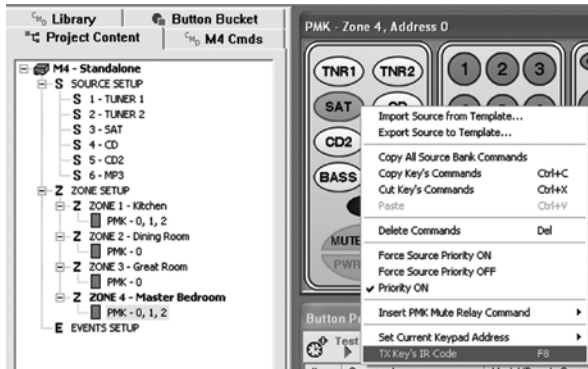 CMD Library
Button Bucket
Project Content
CMD M4 Cmds
M4 - Standalone
S SOURCE SETUP
S 1 - TUNER 1
S 2 - TUNER 2
S 3 - SAT
S 4 - CD
S 5 - CD2
S 6 - MP3
Z ZONE SETUP
Z ZONE 1 - Kitchen
PMK - 0, 1, 2
Z ZONE 2 - Dining Room
PMK - 0
Z ZONE 3 - Great Room
PMK - 0
Z ZONE 4 - Master Bedroom
PMK - 0, 1, 2
E EVENTS SETUP
PMK - Zone 4, Address 0
TNR1 TNR2
1 2 3
SAT
CD2
BASS
MUTE
PWR
Import Source from Template...
Export Source to Template...
Copy All Source Bank Commands
Copy Key's Commands Ctrl+C
Cut Key's Commands Ctrl+X
Paste Ctrl+V
Delete Commands Del
Force Source Priority ON
Force Source Priority OFF
✓ Priority ON
Insert PMK Mute Relay Command
Set Current Keypad Address
TX Key's IR Code F8
Button
Test